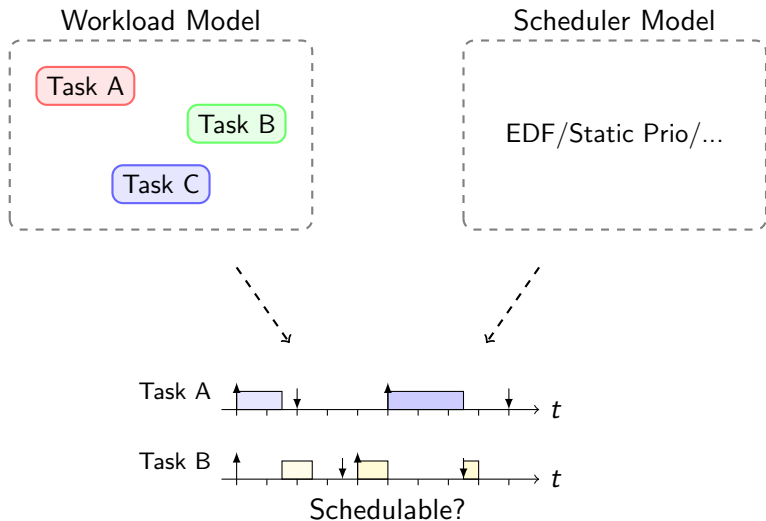 Workload Model
Scheduler Model
Task A
Task B
Task C
EDF/Static Prio/...
Task A
t
Task B
t
Schedulable?